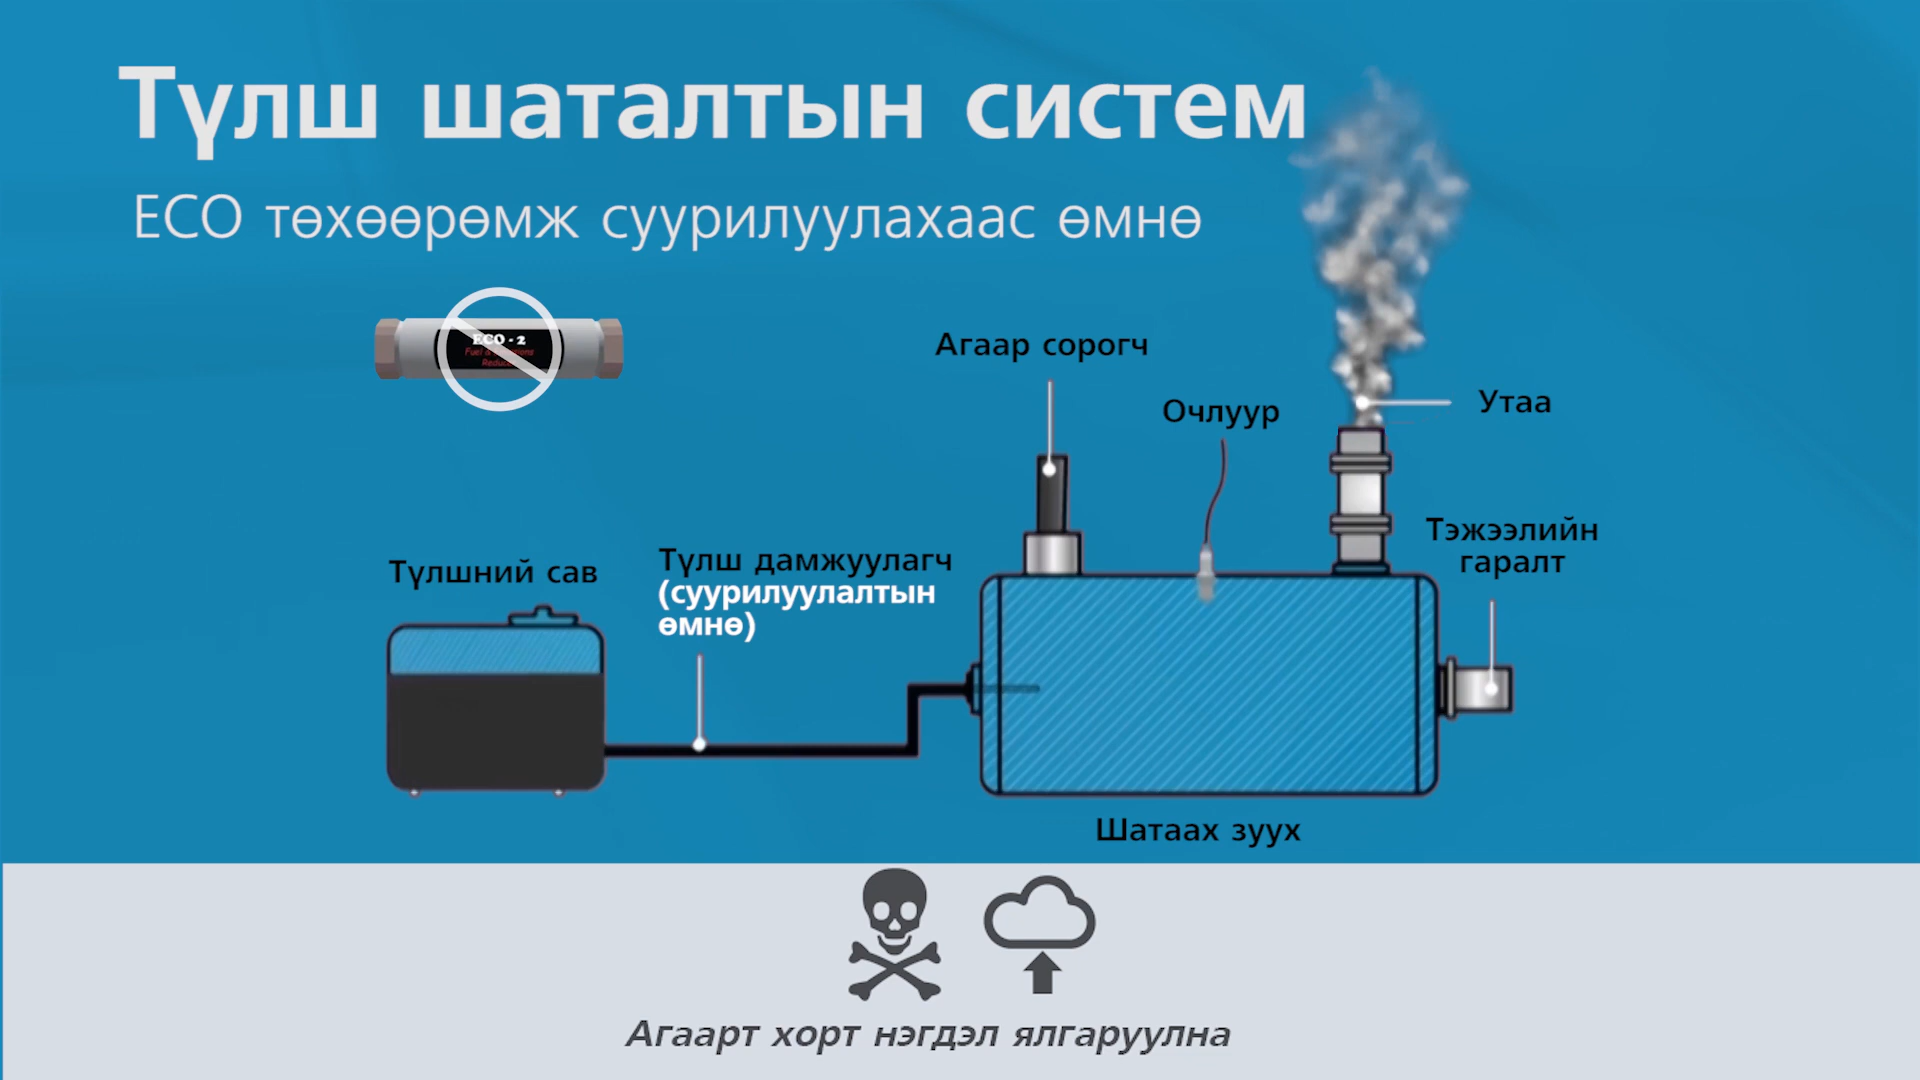 Түлш шаталтын систем
ECO төхөөрөмж суурилуулахаас өмнө
ECO - 2
Fuel
Агаар сорогч
Очлуур
Утаа
Тэжээлийн
гаралт
Түлшний сав
Түлш дамжуулагч
(суурилуулалтын
өмнө)
Шатаах зуух
Агаарт хорт нэгдэл ялгаруулна